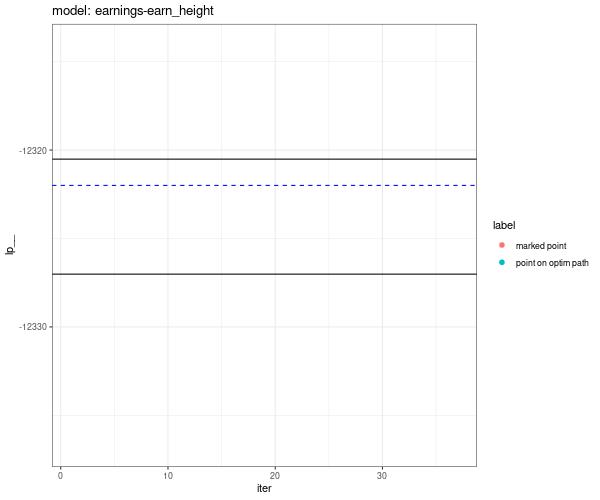 model: earnings-earn_height
-12320
-12330
lp__
0 10 20 30
iter
label
marked point
point on optim path